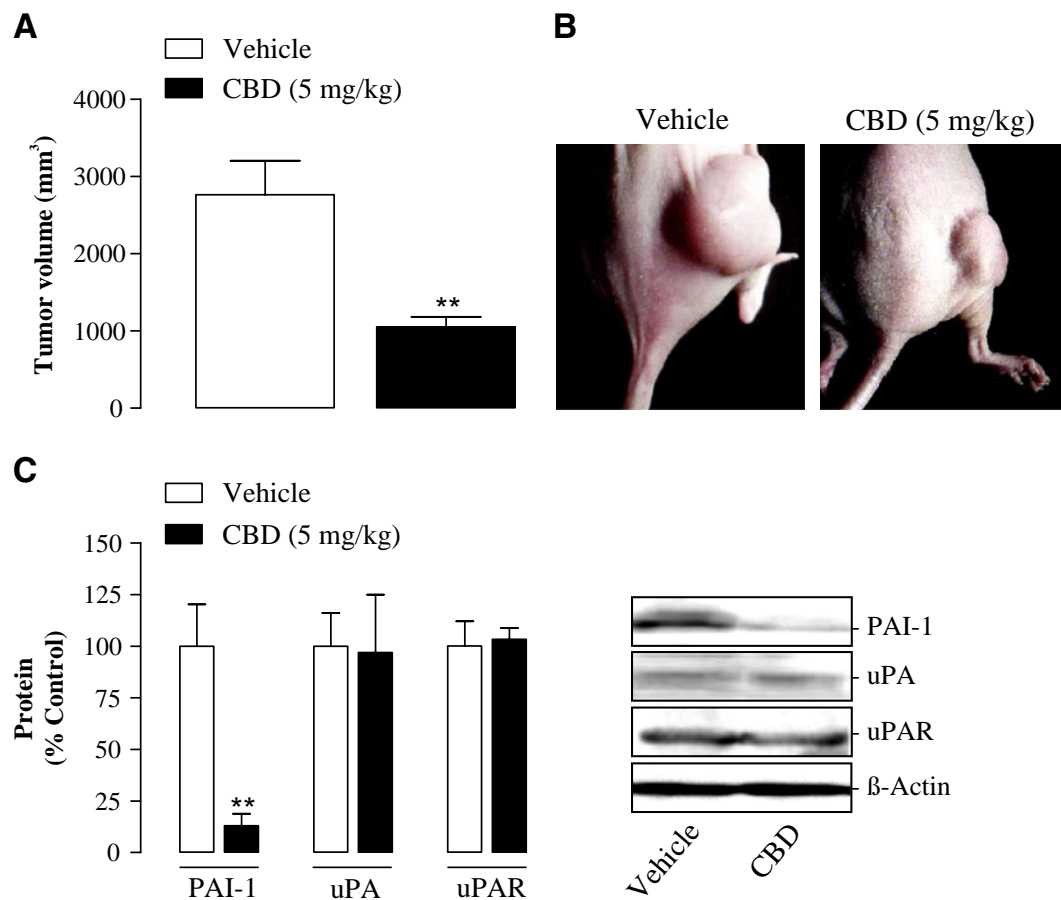 A
Vehicle
CBD (5 mg/kg)
4000
3000
2000
1000
0
Tumor volume (mm³)
**
B
Vehicle
CBD (5 mg/kg)
C
Vehicle
CBD (5 mg/kg)
150
125
100
75
50
25
0
Protein
(% Control)
**
PAI-1
uPA
uPAR
PAI-1
uPA
uPAR
ß-Actin
Vehicle
CBD